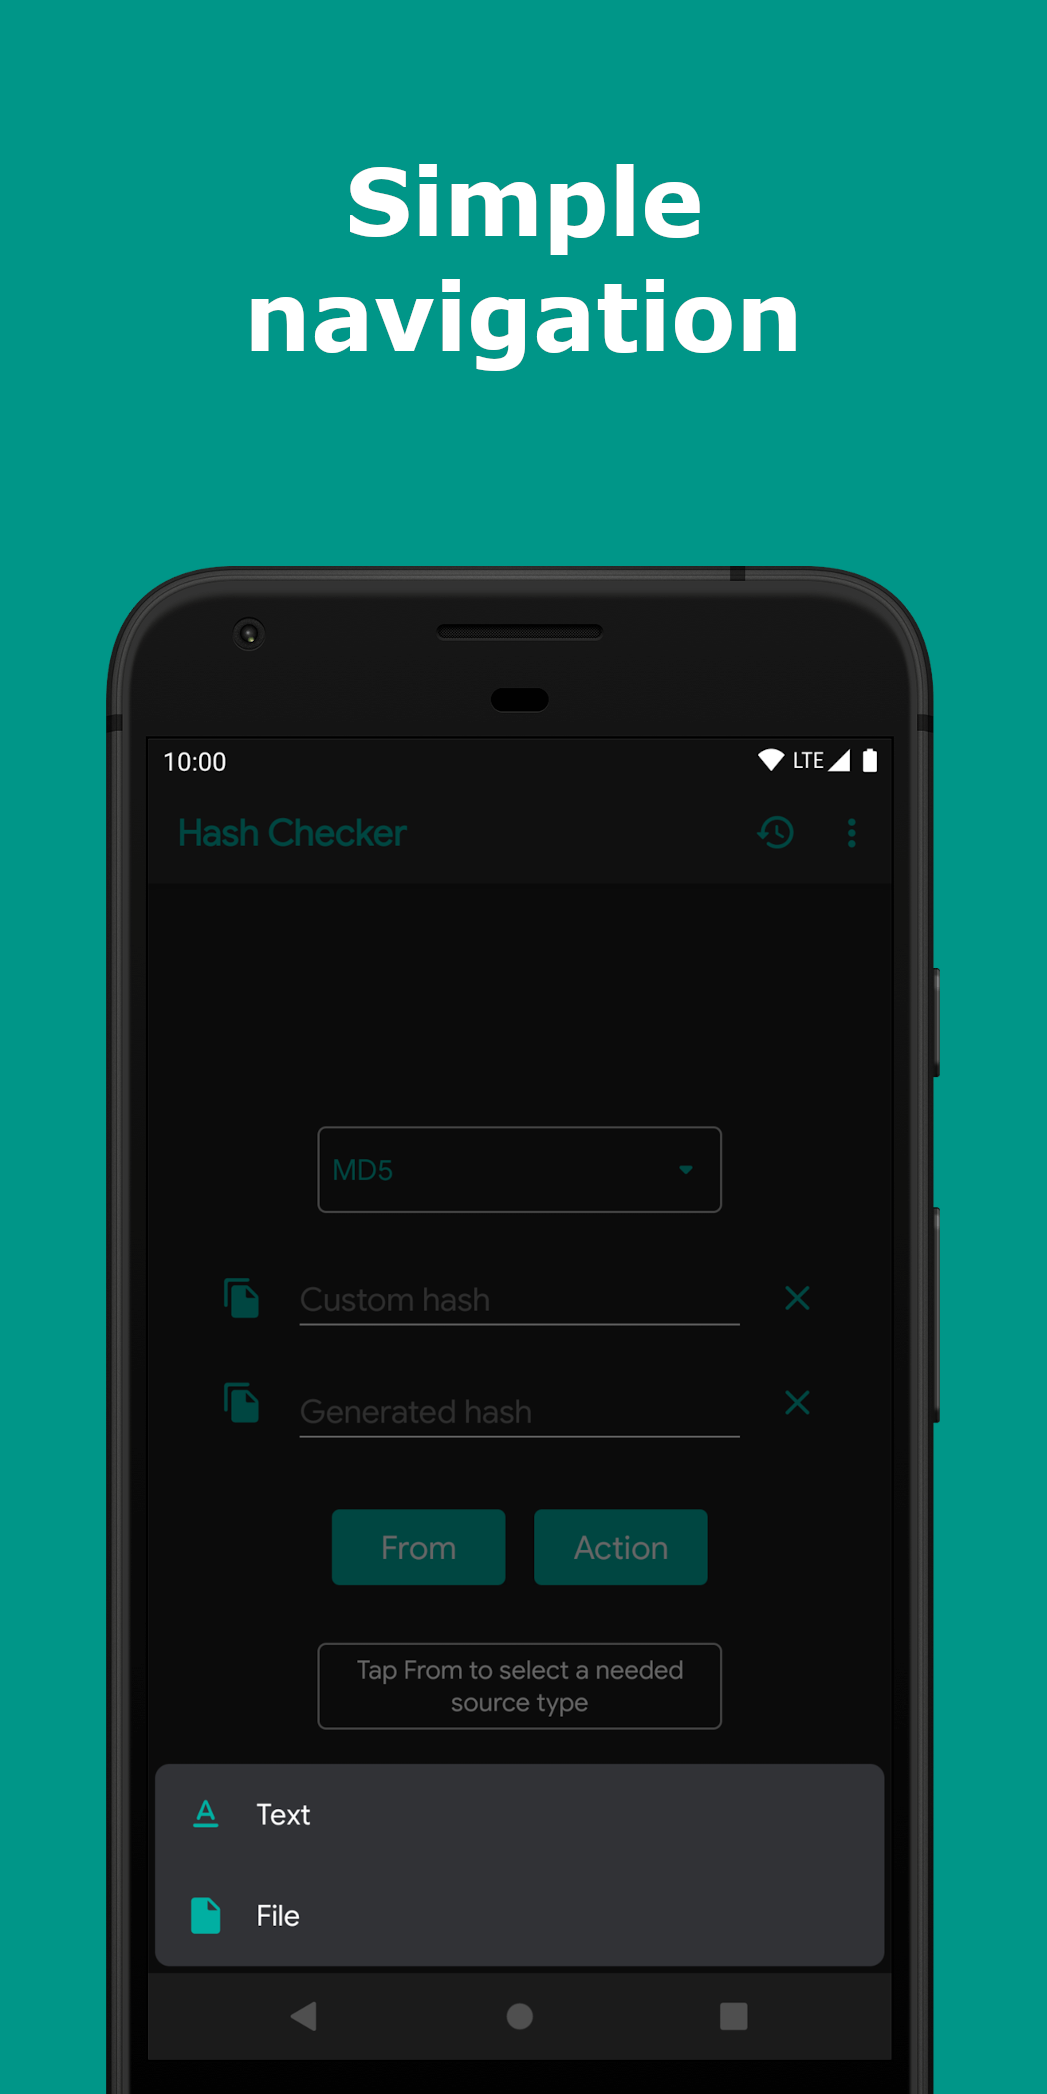 Simple
navigation
10:00
LTE
Hash Checker
MD5
Custom hash
Generated hash
From
Action
Tap From to select a needed
source type
Text
File